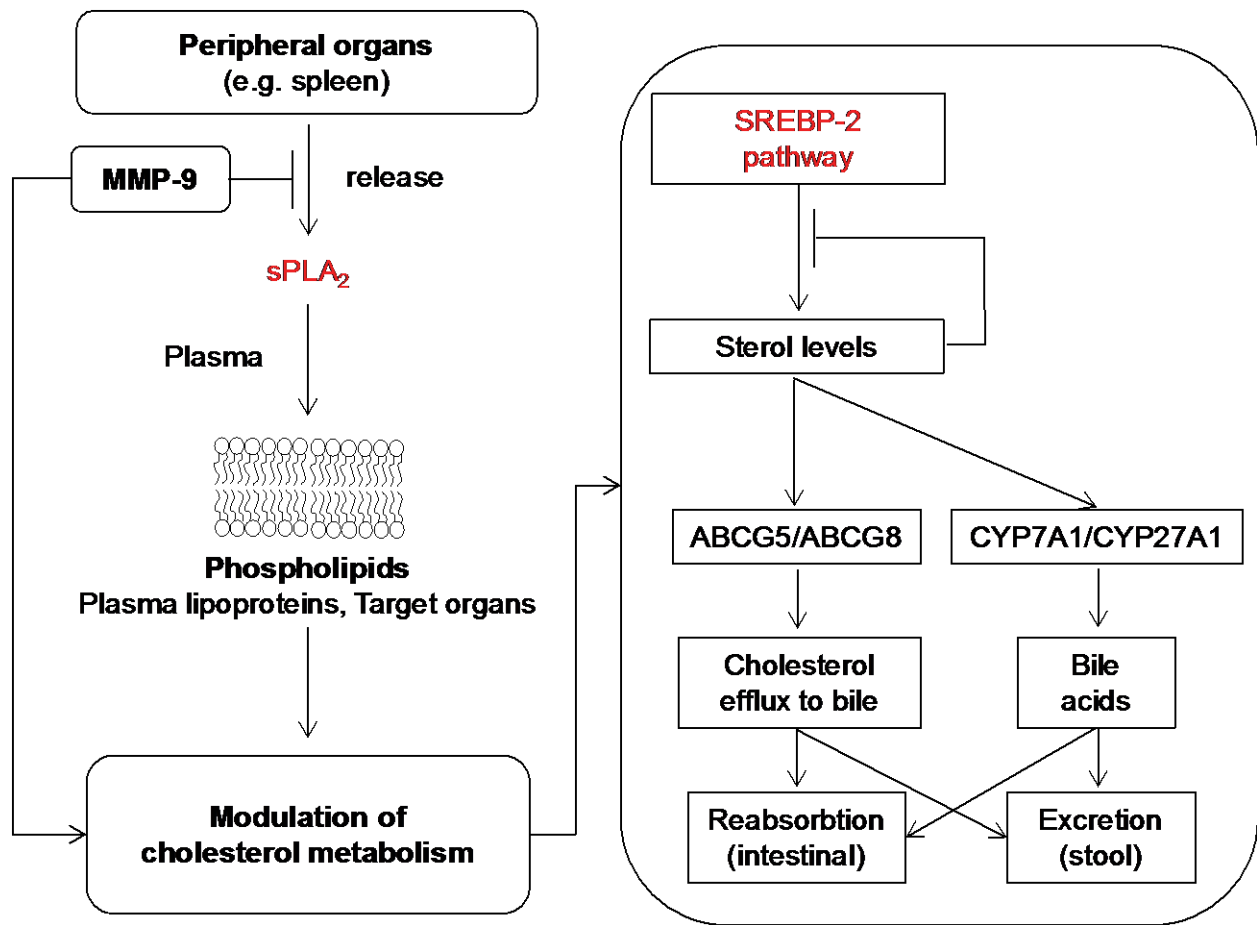 Peripheral organs
(e.g. spleen)
MMP-9
release
sPLA₂
Plasma
Phospholipids
Plasma lipoproteins, Target organs
Modulation of
cholesterol metabolism
SREBP-2
pathway
Sterol levels
ABCG5/ABCG8
CYP7A1/CYP27A1
Cholesterol
efflux to bile
Bile
acids
Reabsorbtion
(intestinal)
Excretion
(stool)